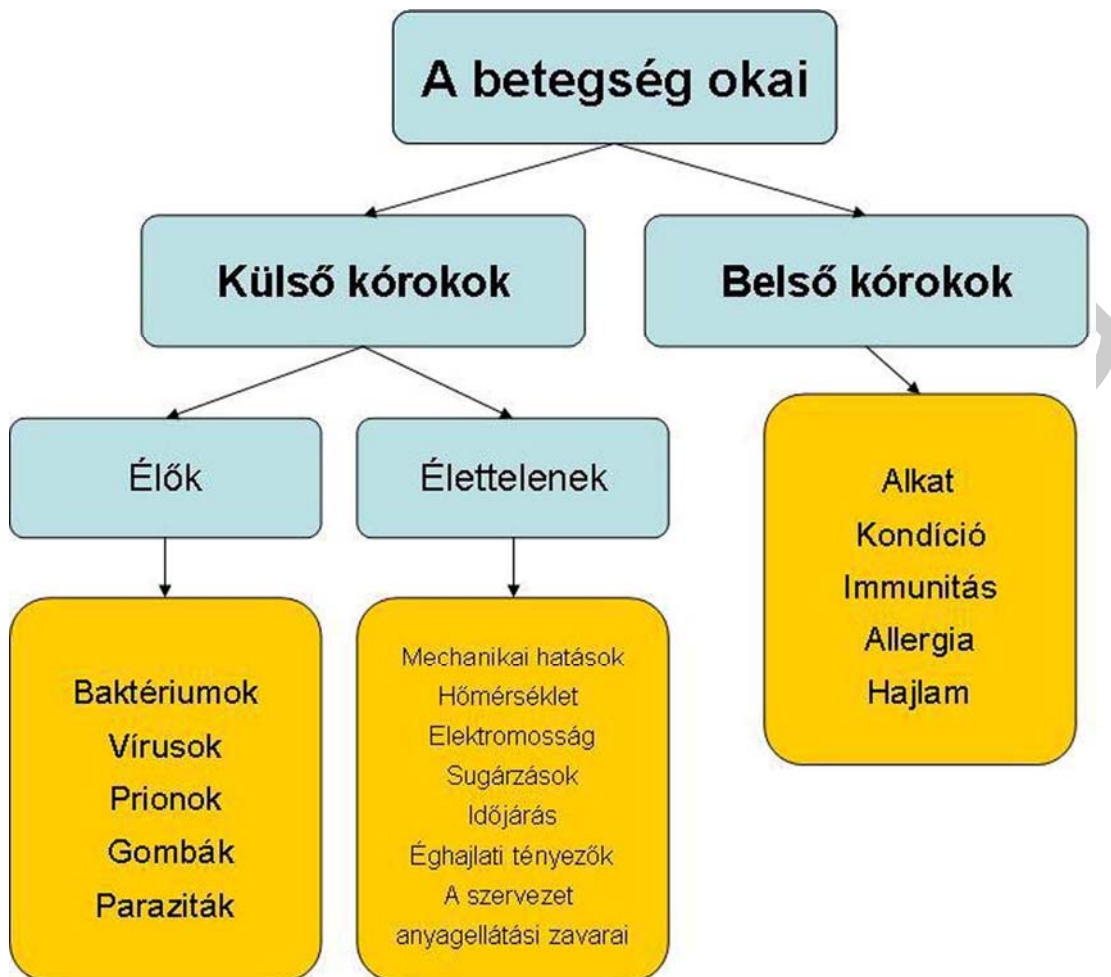 A betegség okai
Külső kórokok
Belső kórokok
Élők
Élettelenek
Baktériumok
Vírusok
Prionok
Gombák
Paraziták
Mechanikai hatások
Hőmérséklet
Elektromosság
Sugárzások
Időjárás
Éghajlati tényezők
A szervezet
anyagellátási zavarai
Alkat
Kondíció
Immunitás
Allergia
Hajlam